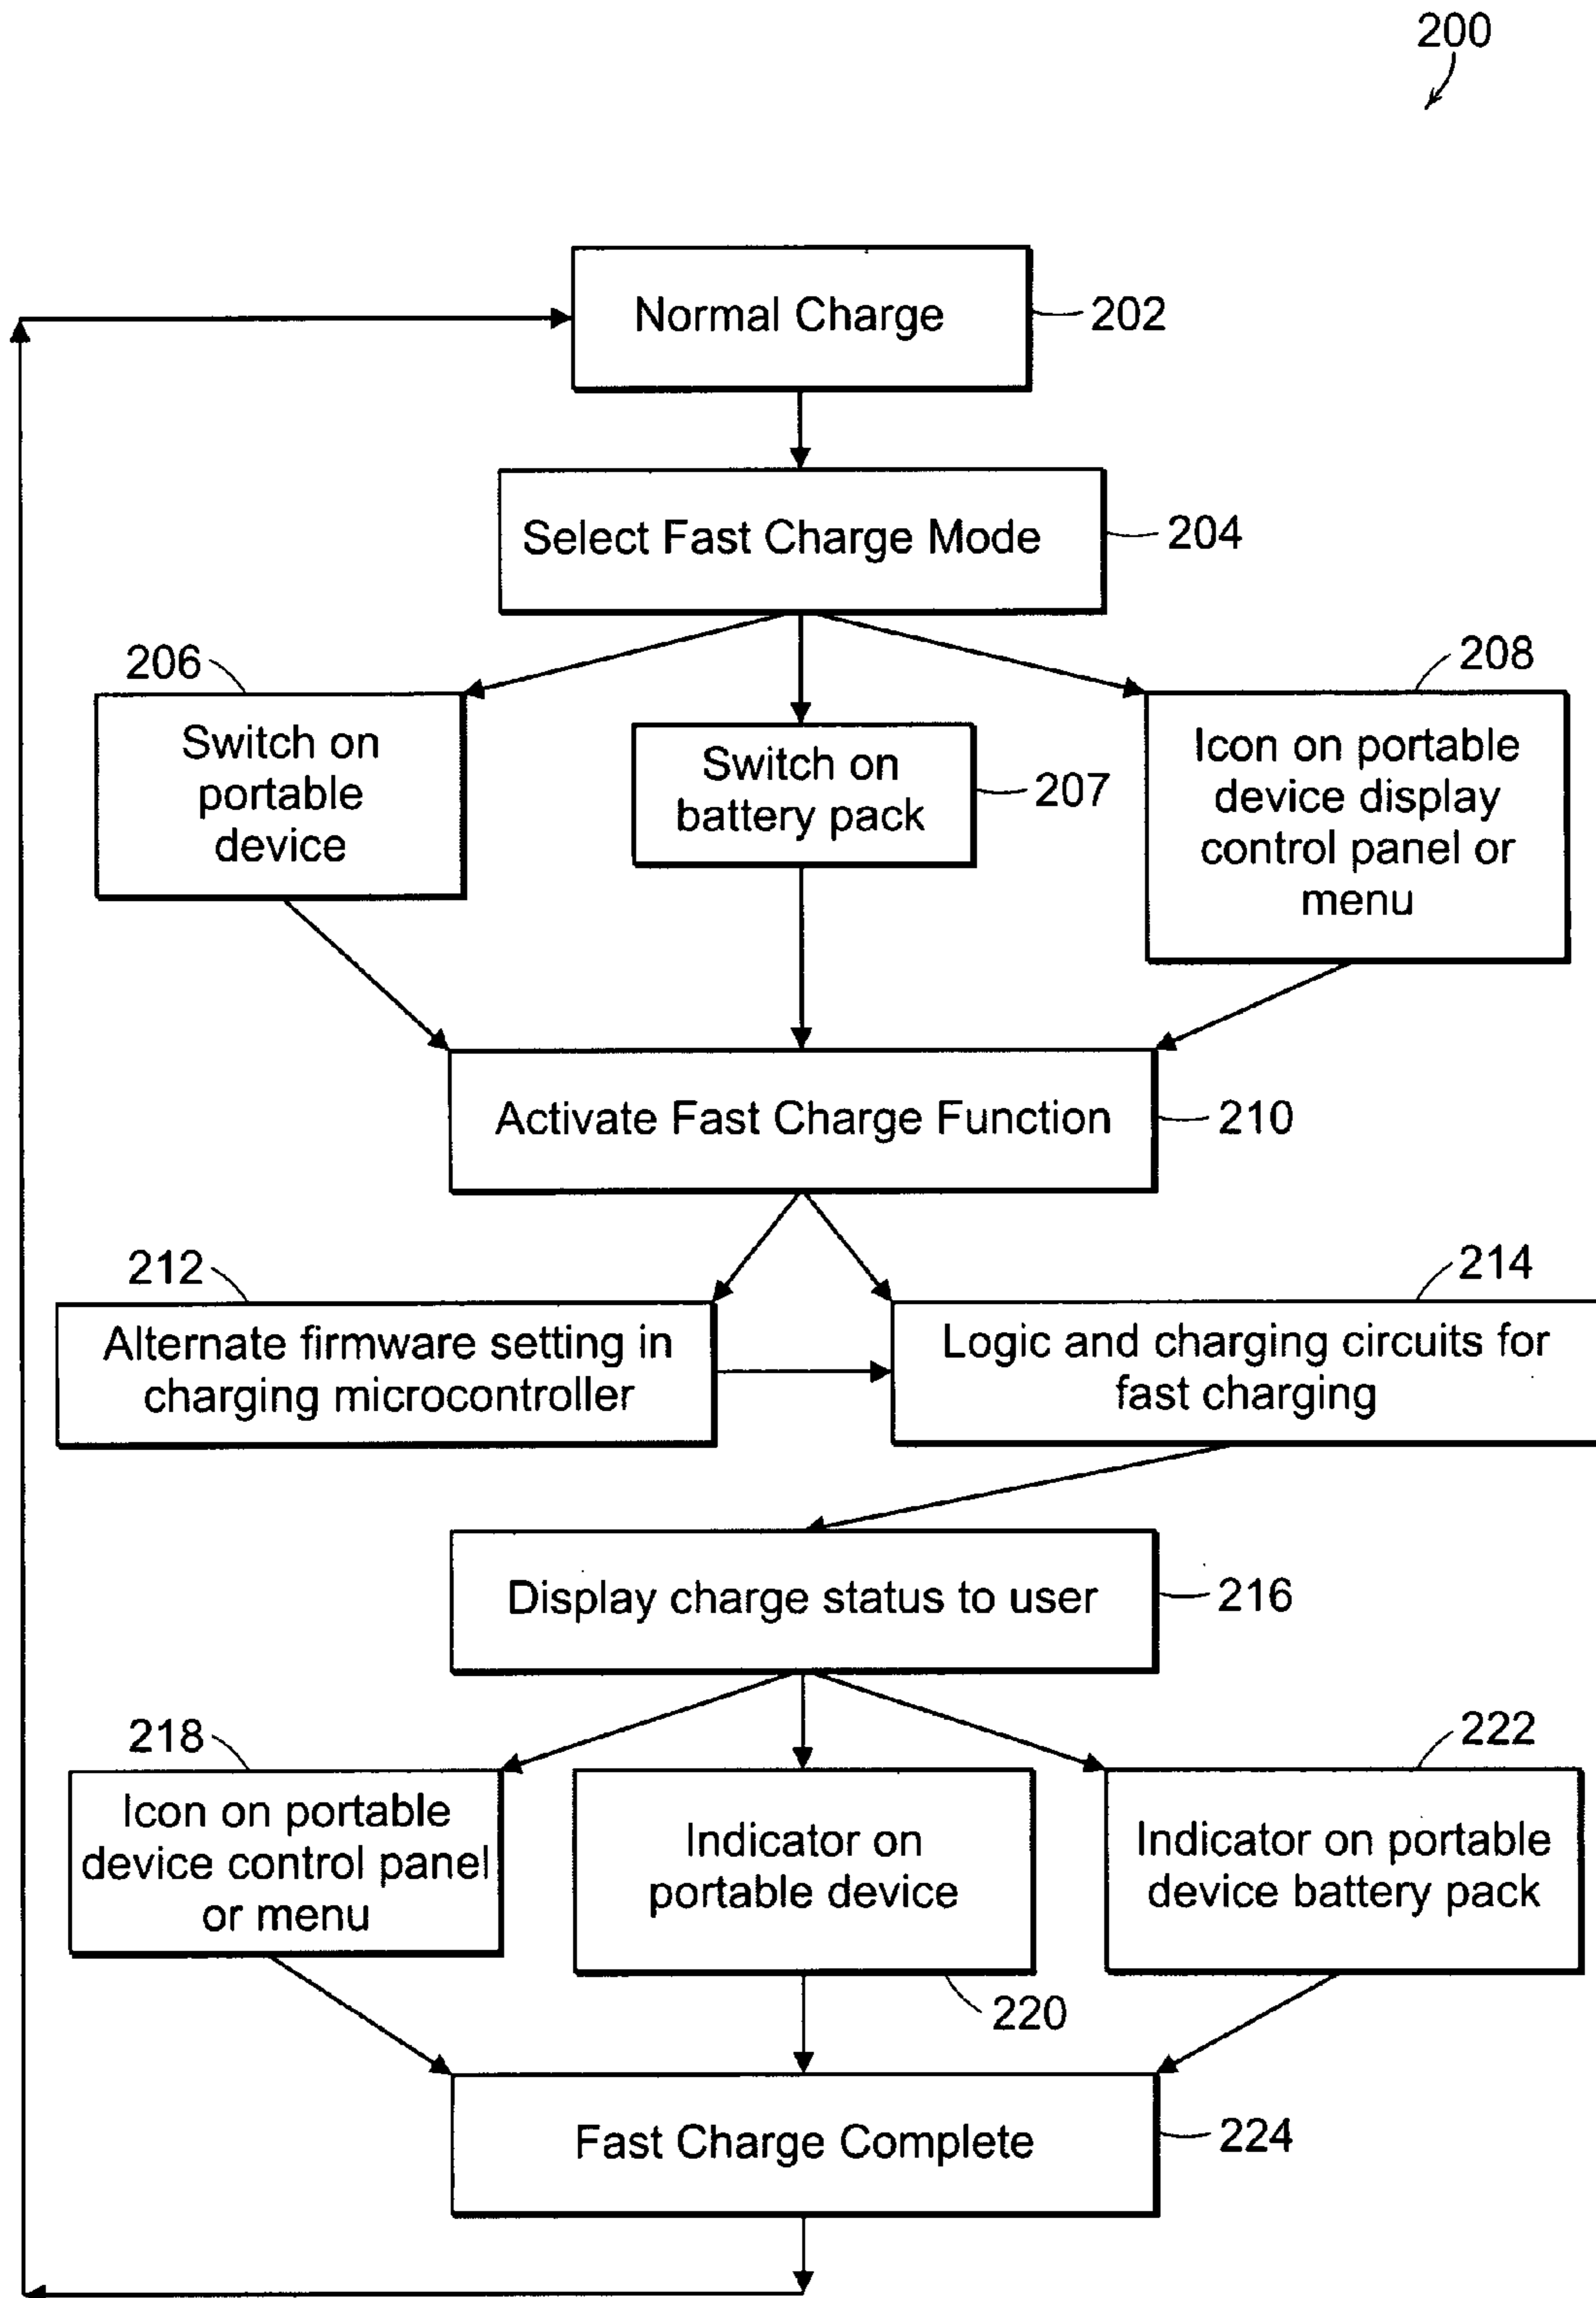 200
Normal Charge
202
Select Fast Charge Mode
204
206
Switch on
portable
device
Switch on
battery pack
207
208
Icon on portable
device display
control panel or
menu
Activate Fast Charge Function
210
212
Alternate firmware setting in
charging microcontroller
214
Logic and charging circuits for
fast charging
Display charge status to user
216
218
Icon on portable
device control panel
or menu
Indicator on
portable device
220
222
Indicator on portable
device battery pack
Fast Charge Complete
224